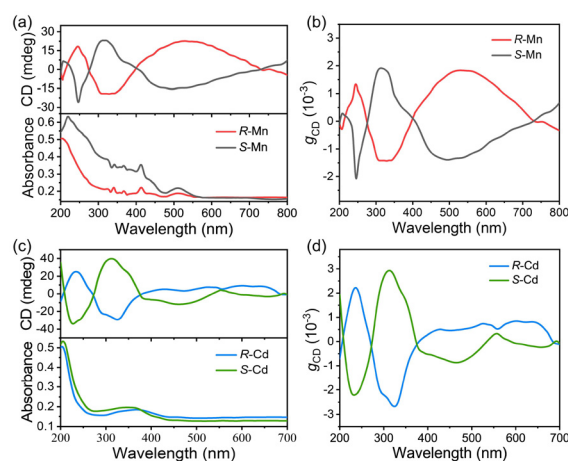 (a)
CD (mdeg)
30
15
0
-15
-30
R-Mn
S-Mn
Absorbance
0.6
0.5
0.4
0.3
0.2
200 300 400 500 600 700 800
Wavelength (nm)
(b)
gCD (10-3)
R-Mn
S-Mn
2
1
0
-1
-2
200 300 400 500 600 700 800
Wavelength (nm)
(c)
CD (mdeg)
40
20
0
-20
-40
Absorbance
0.5
0.4
0.3
0.2
0.1
R-Cd
S-Cd
200 300 400 500 600 700
Wavelength (nm)
(d)
gCD (10-3)
R-Cd
S-Cd
3
2
1
0
-1
-2
-3
200 300 400 500 600 700
Wavelength (nm)